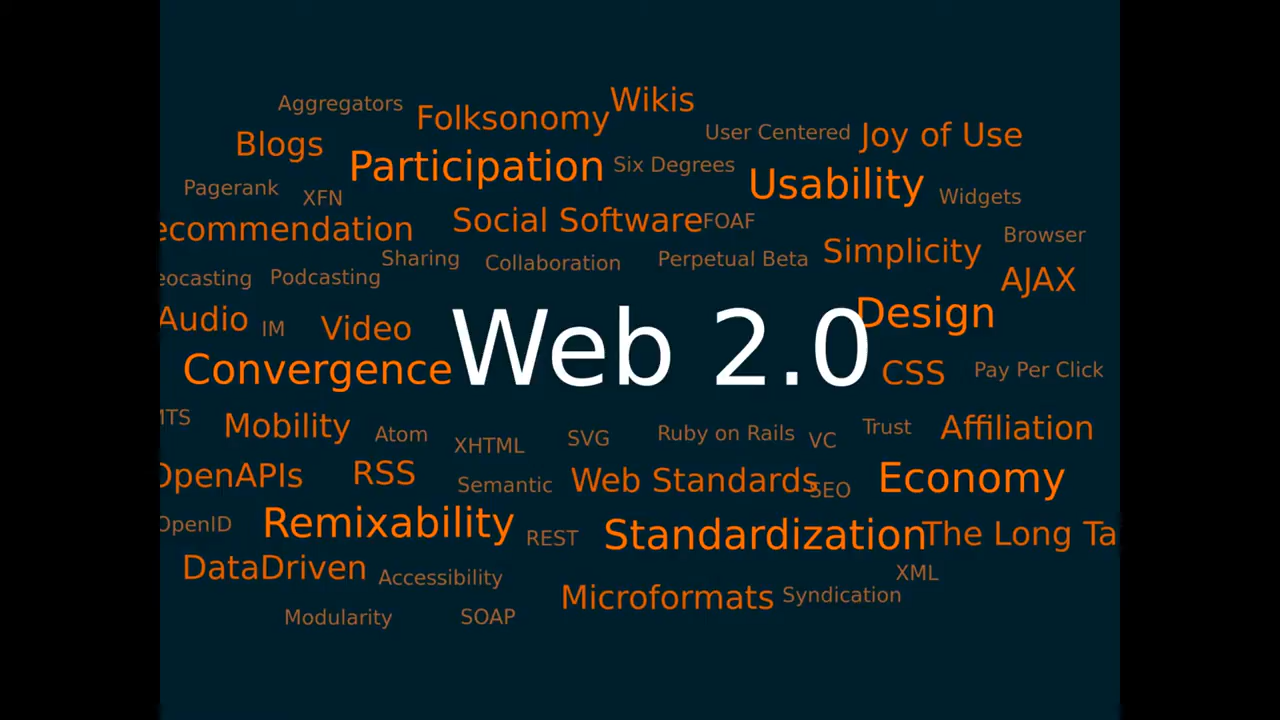 Aggregators Folksonomy Wikis
Blogs User Centered Joy of Use
Participation Six Degrees Usability
Pagerank XFN Widgets
ecommendation Social Software FOAF
Sharing Collaboration Perpetual Beta Simplicity Browser
eocasting Podcasting AJAX
Audio IM Video Web 2.0 Design
Convergence CSS Pay Per Click
MTS Mobility Atom XHTML SVG Ruby on Rails VC Trust Affiliation
OpenAPIs RSS Semantic Web Standards SEO Economy
OpenID Remixability REST Standardization The Long Ta
DataDriven Accessibility XML
Microformats Syndication
Modularity SOAP